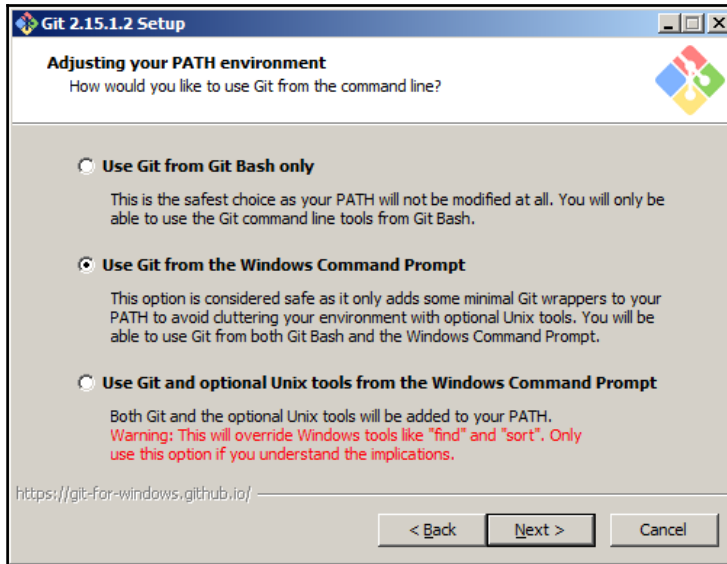 Git 2.15.1.2 Setup
Adjusting your PATH environment
How would you like to use Git from the command line?
Use Git from Git Bash only
This is the safest choice as your PATH will not be modified at all. You will only be
able to use the Git command line tools from Git Bash.
Use Git from the Windows Command Prompt
This option is considered safe as it only adds some minimal Git wrappers to your
PATH to avoid cluttering your environment with optional Unix tools. You will be
able to use Git from both Git Bash and the Windows Command Prompt.
Use Git and optional Unix tools from the Windows Command Prompt
Both Git and the optional Unix tools will be added to your PATH.
Warning: This will override Windows tools like "find" and "sort". Only
use this option if you understand the implications.
https://git-for-windows.github.io/
< Back Next > Cancel